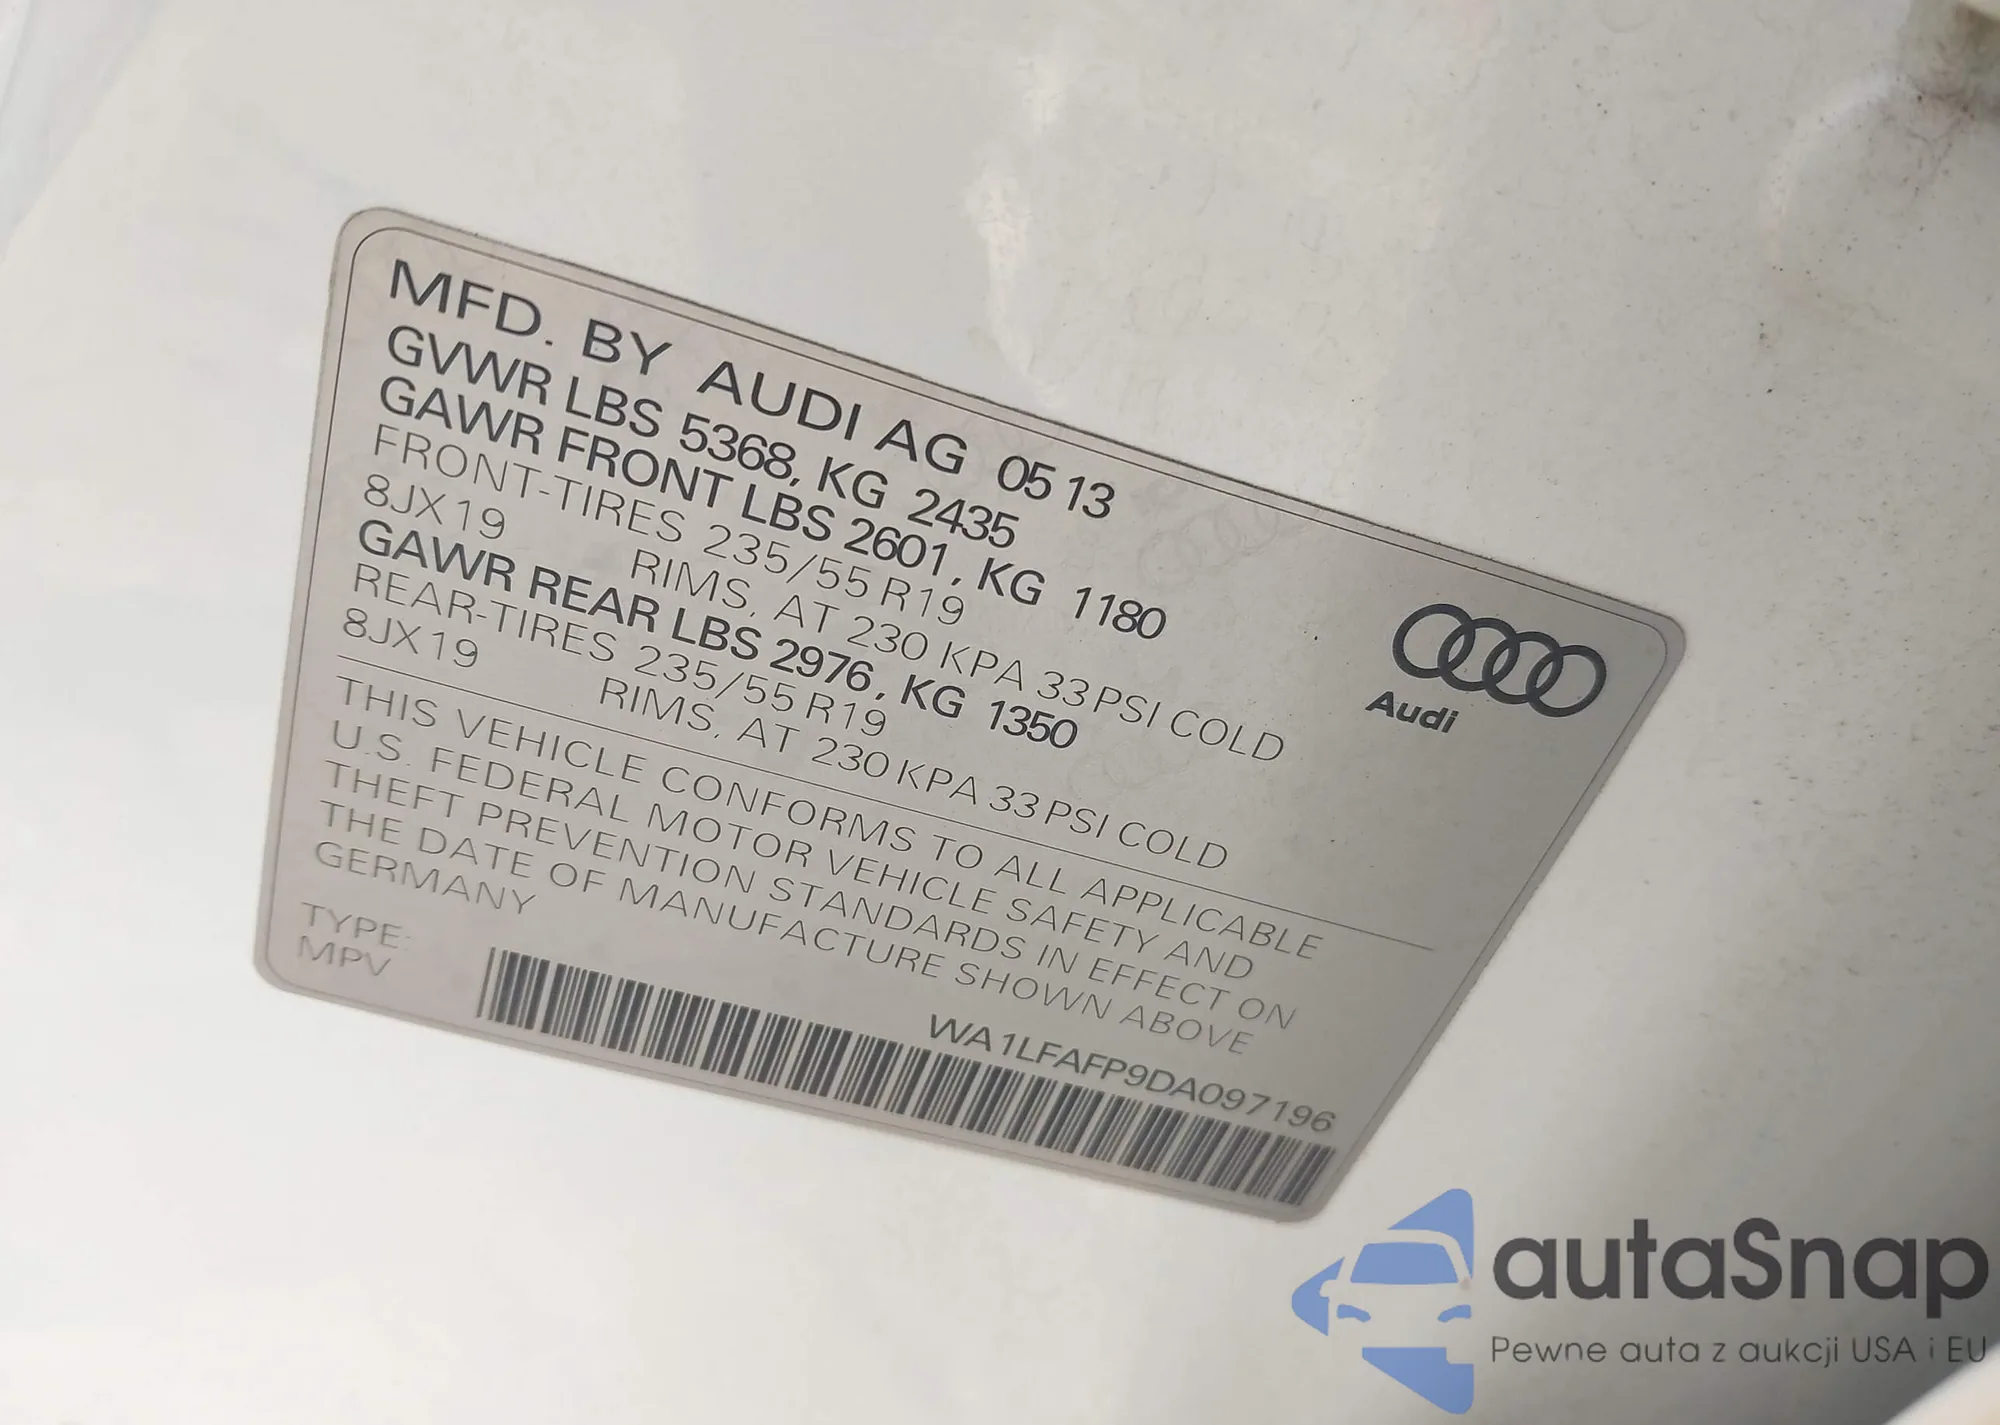 MFD. BY AUDI AG 05 13
GVWR LBS 5368, KG 2435
GAWR FRONT LBS 2601, KG 1180
FRONT-TIRES 235/55 R19
8JX19 RIMS, AT 230 KPA 33 PSI COLD
GAWR REAR LBS 2976, KG 1350
REAR-TIRES 235/55 R19
8JX19 RIMS, AT 230 KPA 33 PSI COLD
Audi
THIS VEHICLE CONFORMS TO ALL APPLICABLE
U.S. FEDERAL MOTOR VEHICLE SAFETY AND
THEFT PREVENTION STANDARDS IN EFFECT ON
THE DATE OF MANUFACTURE SHOWN ABOVE
GERMANY
TYPE:
MPV
WA1LFAFP9DA097196
autaSnap
Pewne auta z aukcji USA i EU